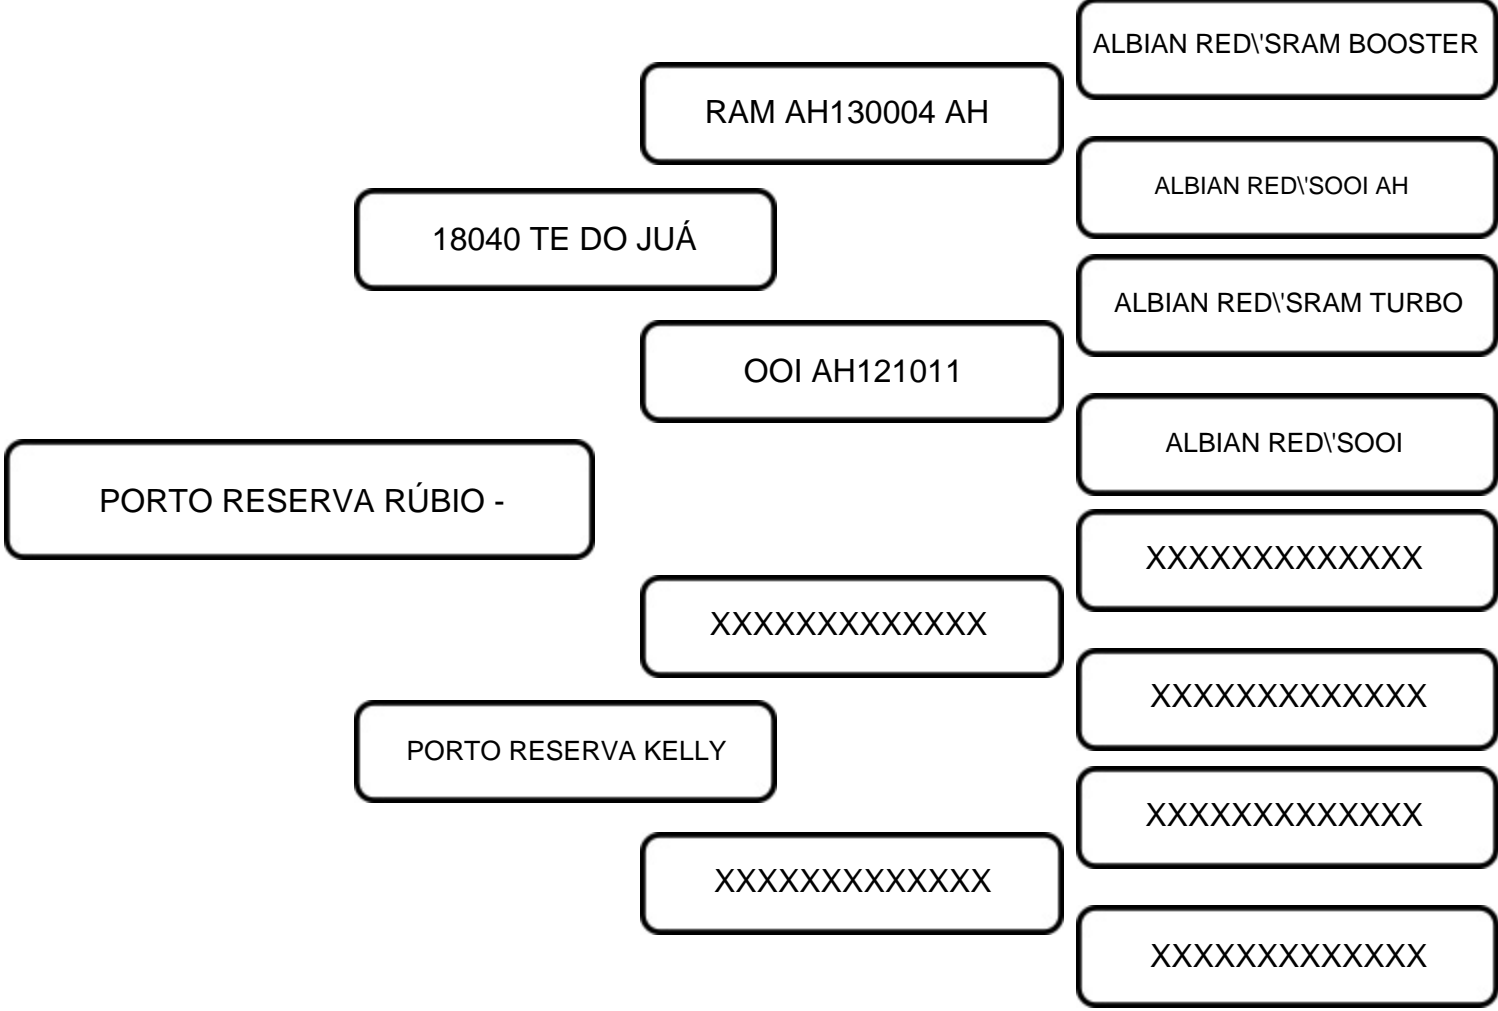 ALBIAN RED\'SRAM BOOSTER
RAM AH130004 AH
ALBIAN RED\'SOOI AH
18040 TE DO JUÁ
ALBIAN RED\'SRAM TURBO
OOI AH121011
ALBIAN RED\'SOOI
PORTO RESERVA RÚBIO -
XXXXXXXXXXXXX
XXXXXXXXXXXXX
XXXXXXXXXXXXX
PORTO RESERVA KELLY
XXXXXXXXXXXXX
XXXXXXXXXXXXX
XXXXXXXXXXXXX